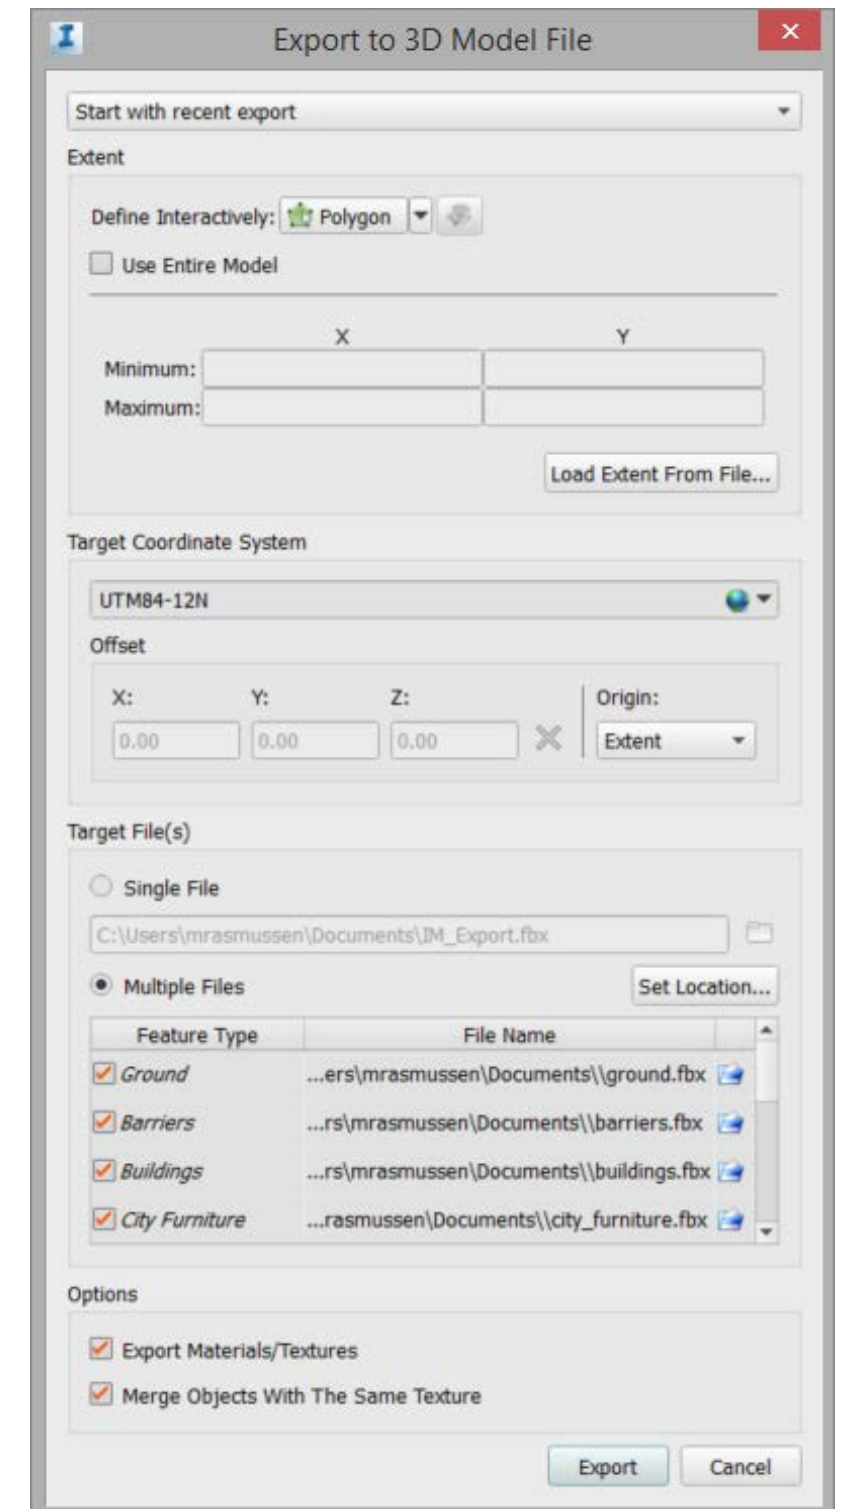 Export to 3D Model File
Start with recent export
Extent
Define Interactively: Polygon
Use Entire Model
X Y
Minimum:
Maximum:
Load Extent From File...
Target Coordinate System
UTM84-12N
Offset
X: Y: Z: Origin:
0.00 0.00 0.00 Extent
Target File(s)
Single File
C:\Users\mrasmussen\Documents\IM_Export.fbx
Multiple Files Set Location...
Feature Type File Name
Ground ...ers\mrasmussen\Documents\\ground.fbx
Barriers ...rs\mrasmussen\Documents\\barriers.fbx
Buildings ...rs\mrasmussen\Documents\\buildings.fbx
City Furniture ...rasmussen\Documents\\city_furniture.fbx
Options
Export Materials/Textures
Merge Objects With The Same Texture
Export Cancel